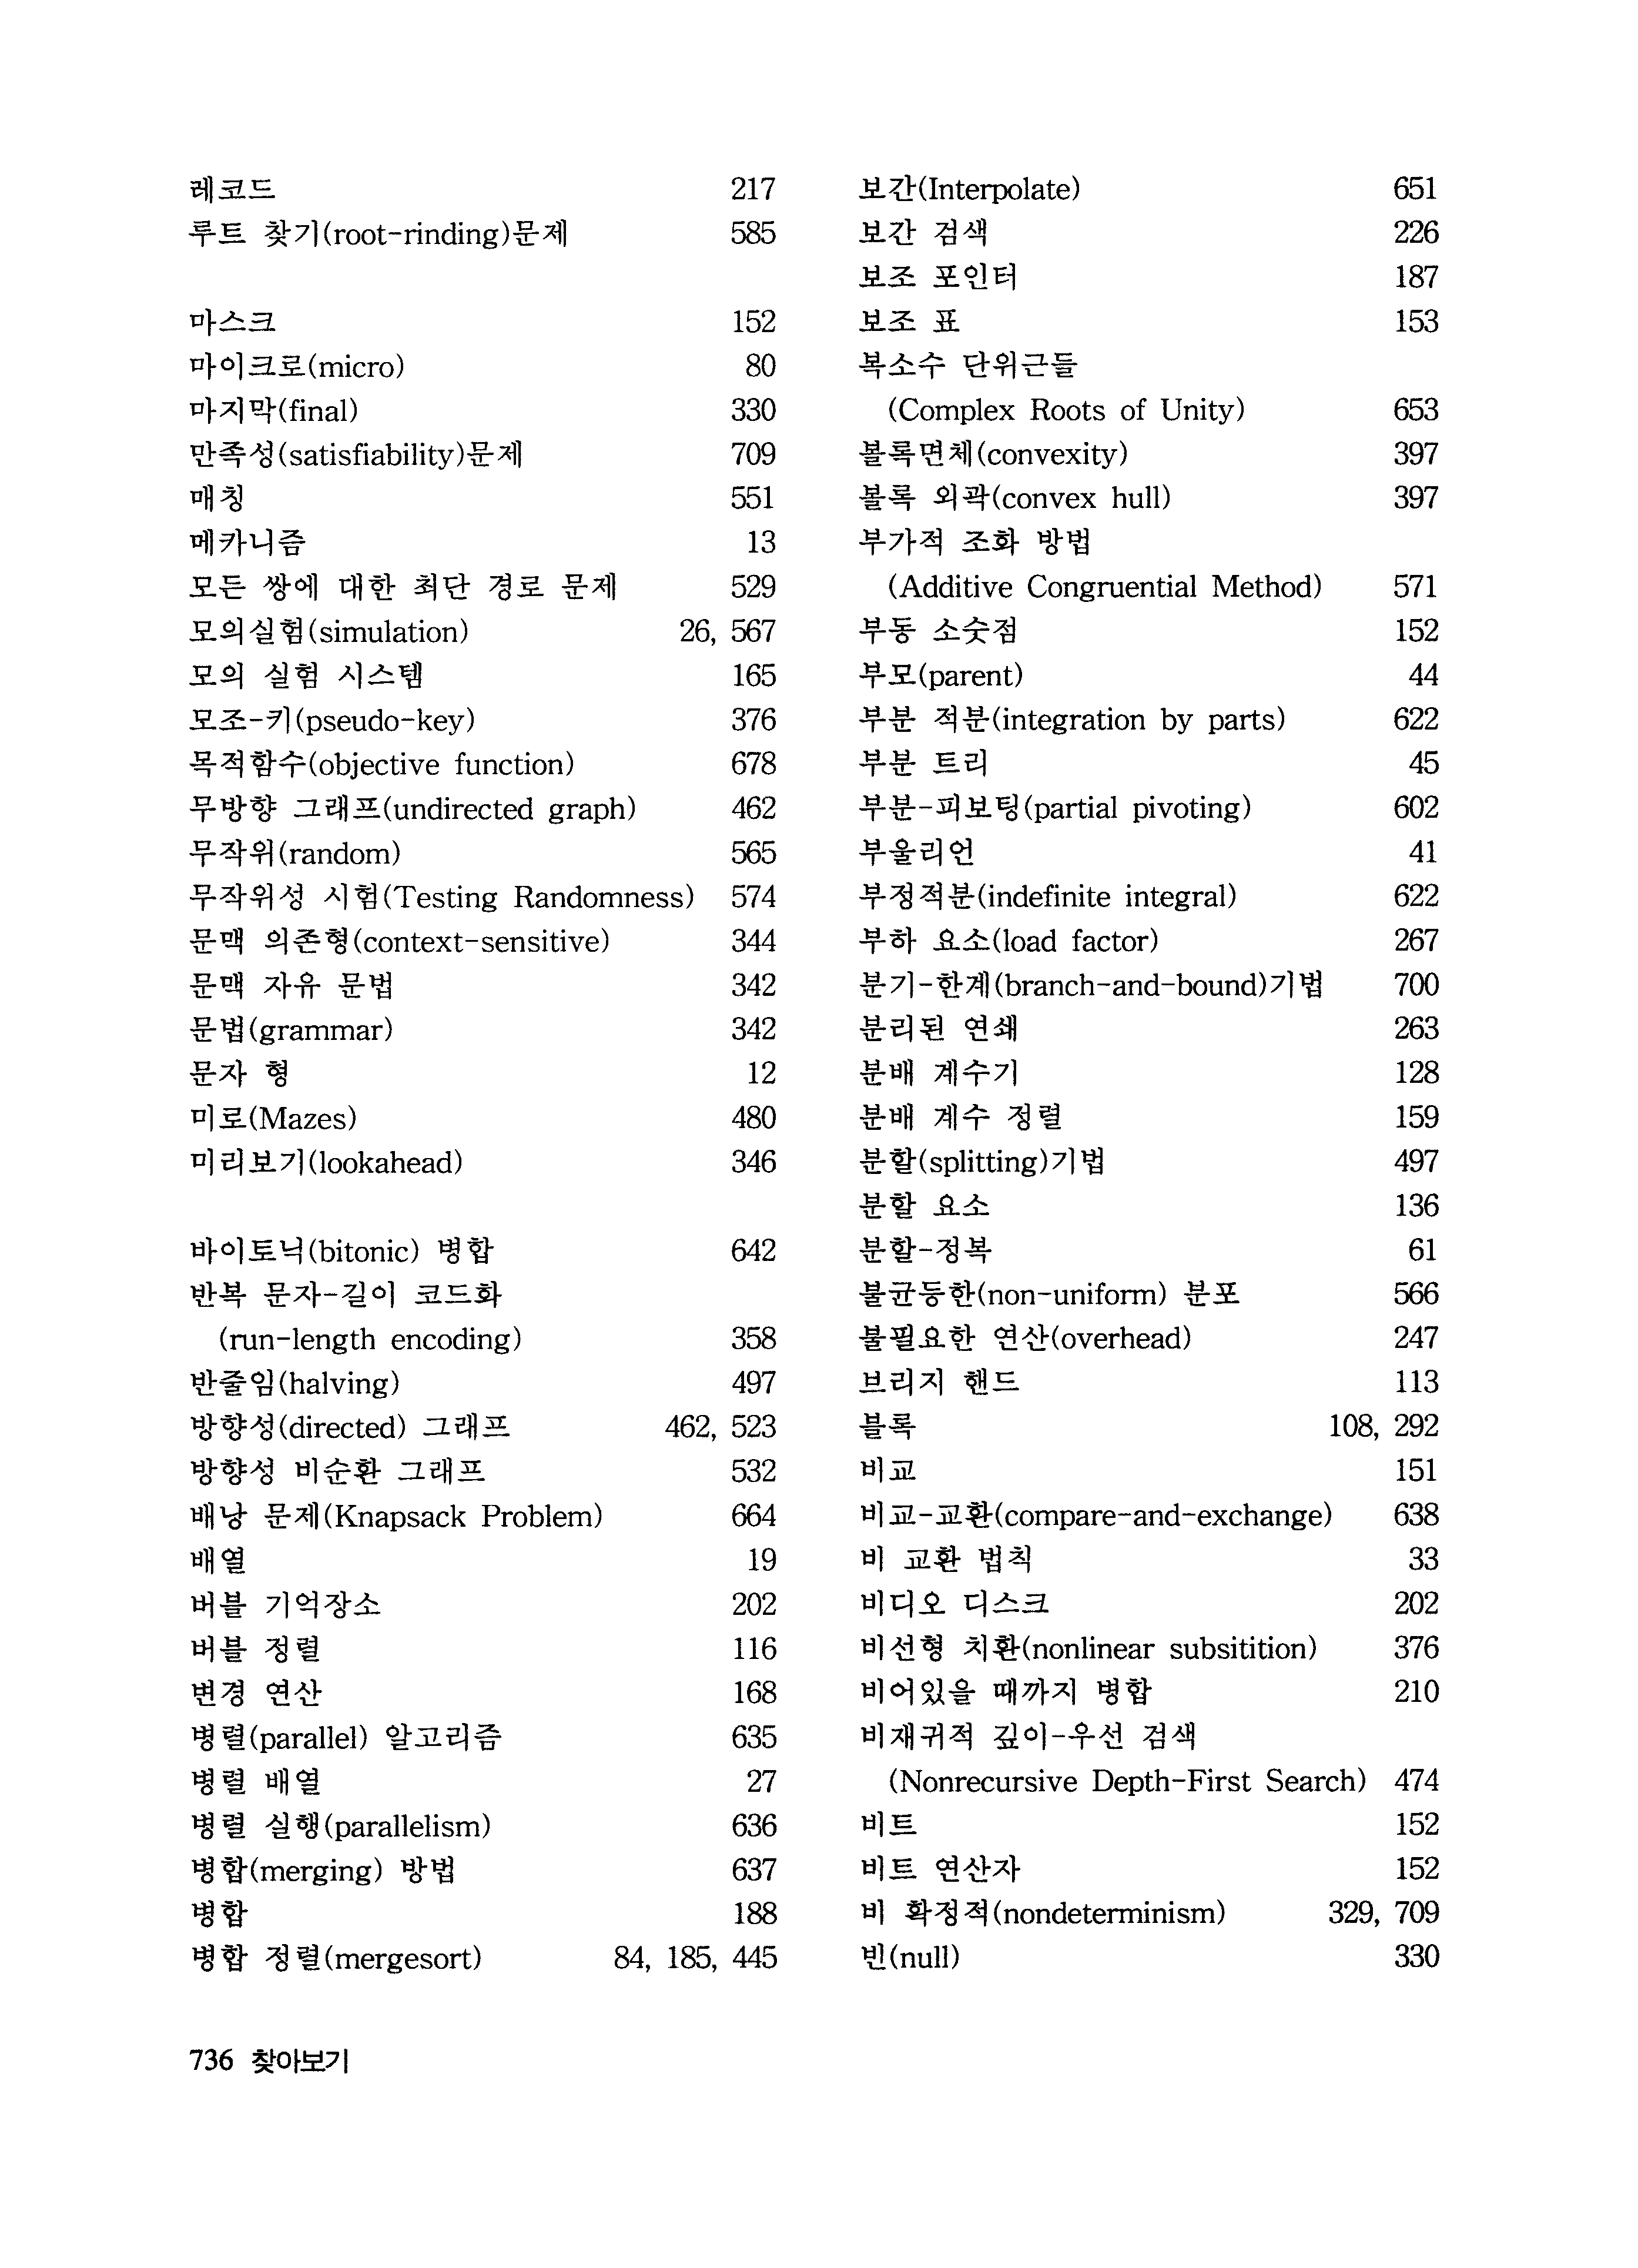 레코드 217
루트 찾기(root-rinding)문제 585
마스크 152
마이크로(micro) 80
마지막(final) 330
만족성(satisfiability)문제 709
매칭 551
메카니즘 13
모든 쌍에 대한 최단 경로 문제 529
모의실험(simulation) 26, 567
모의 실험 시스템 165
모조-키(pseudo-key) 376
목적함수(objective function) 678
무방향 그래프(undirected graph) 462
무작위(random) 565
무작위성 시험(Testing Randomness) 574
문맥 의존형(context-sensitive) 344
문맥 자유 문법 342
문법(grammar) 342
문자 형 12
미로(Mazes) 480
미리보기(lookahead) 346
바이토닉(bitonic) 병합 642
반복 문자-길이 코드화
(run-length encoding) 358
반줄임(halving) 497
방향성(directed) 그래프 462, 523
방향성 비순환 그래프 532
배낭 문제(Knapsack Problem) 664
배열 19
버블 기억장소 202
버블 정렬 116
변경 연산 168
병렬(parallel) 알고리즘 635
병렬 배열 27
병렬 실행(parallelism) 636
병합(merging) 방법 637
병합 188
병합 정렬(mergesort) 84, 185, 445
보간(Interpolate) 651
보간 검색 226
보조 포인터 187
보조 표 153
복소수 단위근들
(Complex Roots of Unity) 653
볼록면체(convexity) 397
볼록 외곽(convex hull) 397
부가적 조화 방법
(Additive Congruential Method) 571
부동 소숫점 152
부모(parent) 44
부분 적분(integration by parts) 622
부분 트리 45
부분-피보팅(partial pivoting) 602
부울리언 41
부정적분(indefinite integral) 622
부하 요소(load factor) 267
분기-한계(branch-and-bound)기법 700
분리된 연쇄 263
분배 계수기 128
분배 계수 정렬 159
분할(splitting)기법 497
분할 요소 136
분할-정복 61
불균등한(non-uniform) 분포 566
불필요한 연산(overhead) 247
브리지 핸드 113
블록 108, 292
비교 151
비교-교환(compare-and-exchange) 638
비 교환 법칙 33
비디오 디스크 202
비선형 치환(nonlinear subsitition) 376
비어있을 때까지 병합 210
비재귀적 깊이-우선 검색
(Nonrecursive Depth-First Search) 474
비트 152
비트 연산자 152
비 확정적(nondeterminism) 329, 709
빈(null) 330
736 찾아보기